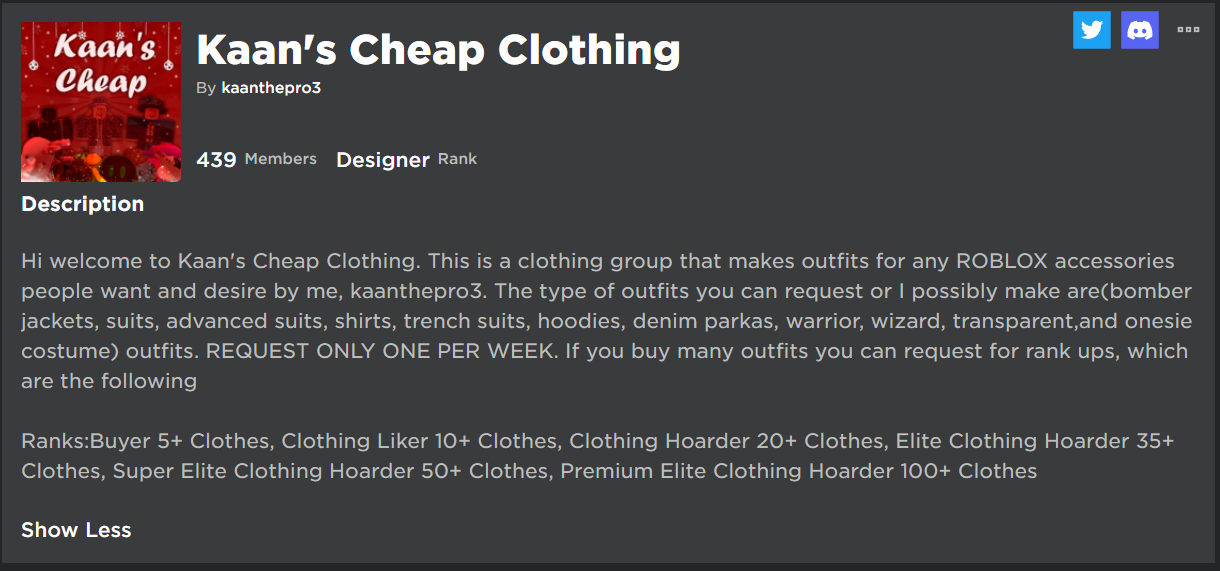 Kaan's
Cheap
Kaan's Cheap Clothing
By kaanthepro3
439 Members Designer Rank
Description
Hi welcome to Kaan's Cheap Clothing. This is a clothing group that makes outfits for any ROBLOX accessories
people want and desire by me, kaanthepro3. The type of outfits you can request or I possibly make are(bomber
jackets, suits, advanced suits, shirts, trench suits, hoodies, denim parkas, warrior, wizard, transparent,and onesie
costume) outfits. REQUEST ONLY ONE PER WEEK. If you buy many outfits you can request for rank ups, which
are the following
Ranks:Buyer 5+ Clothes, Clothing Liker 10+ Clothes, Clothing Hoarder 20+ Clothes, Elite Clothing Hoarder 35+
Clothes, Super Elite Clothing Hoarder 50+ Clothes, Premium Elite Clothing Hoarder 100+ Clothes
Show Less